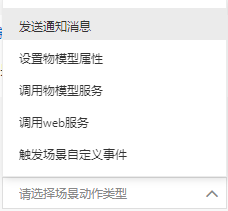 发送通知消息
设置物模型属性
调用物模型服务
调用web服务
触发场景自定义事件
请选择场景动作类型